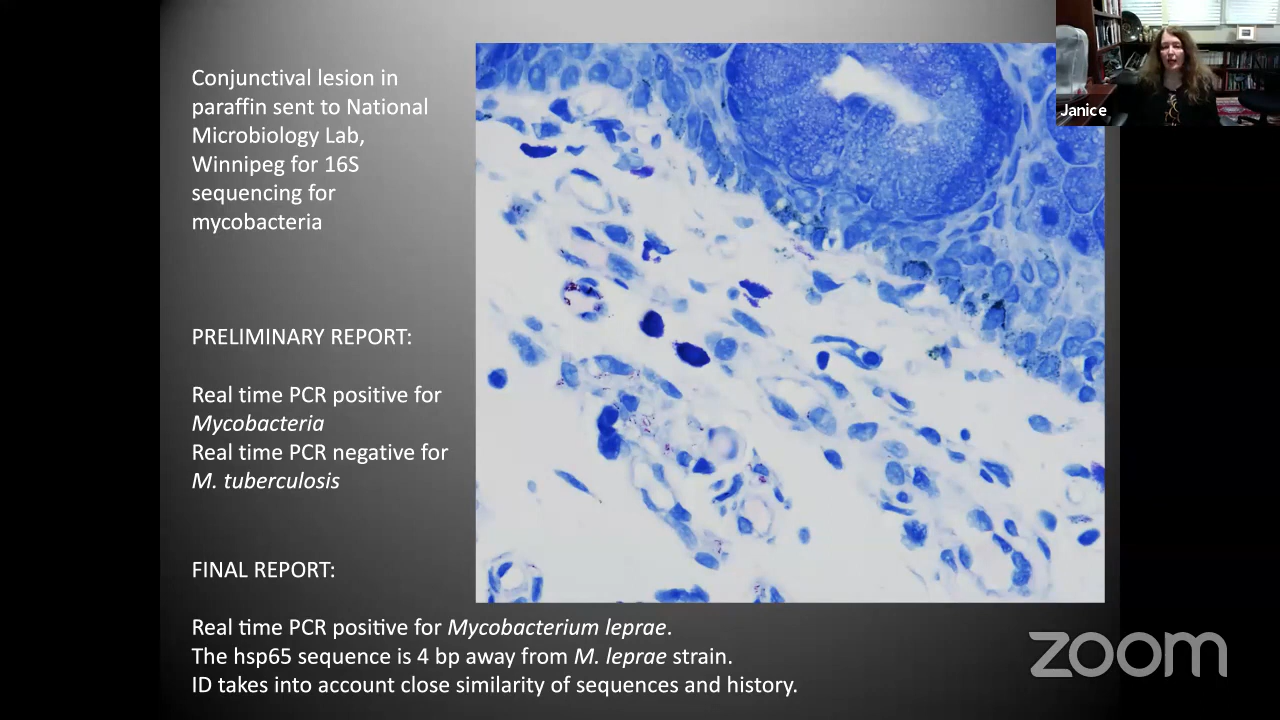 Conjunctival lesion in
paraffin sent to National
Microbiology Lab,
Winnipeg for 16S
sequencing for
mycobacteria
PRELIMINARY REPORT:
Real time PCR positive for
Mycobacteria
Real time PCR negative for
M. tuberculosis
FINAL REPORT:
Real time PCR positive for Mycobacterium leprae.
The hsp65 sequence is 4 bp away from M. leprae strain.
ID takes into account close similarity of sequences and history.
Janice
zoom